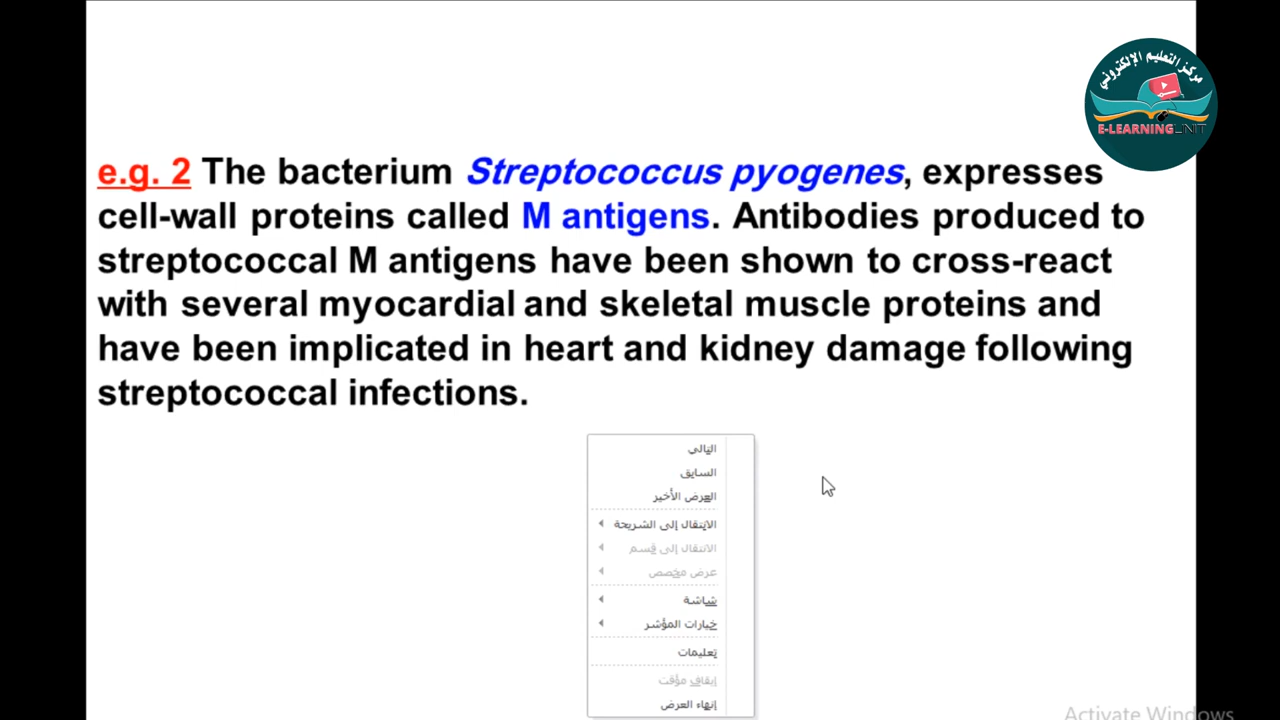 مركز التعليم الإلكتروني
E-LEARNING UNIT
e.g. 2 The bacterium Streptococcus pyogenes, expresses
cell-wall proteins called M antigens. Antibodies produced to
streptococcal M antigens have been shown to cross-react
with several myocardial and skeletal muscle proteins and
have been implicated in heart and kidney damage following
streptococcal infections.
التالي
السابق
العرض الأخير
الانتقال إلى الشريحة
الانتقال إلى قسم
عرض مخصص
شاشة
خيارات المؤشر
تعليمات
إيقاف مؤقت
إنهاء العرض
Activate Windows